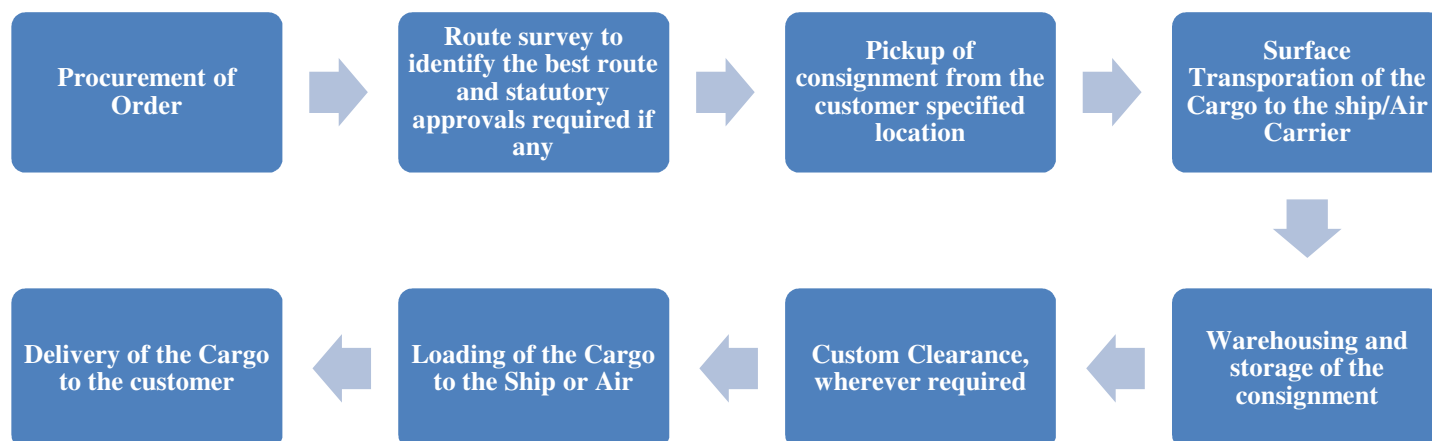 Procurement of
Order
Route survey to
identify the best route
and statutory
approvals required if
any
Pickup of
consignment from the
customer specified
location
Surface
Transporation of the
Cargo to the ship/Air
Carrier
Warehousing and
storage of the
consignment
Custom Clearance,
wherever required
Loading of the Cargo
to the Ship or Air
Delivery of the Cargo
to the customer